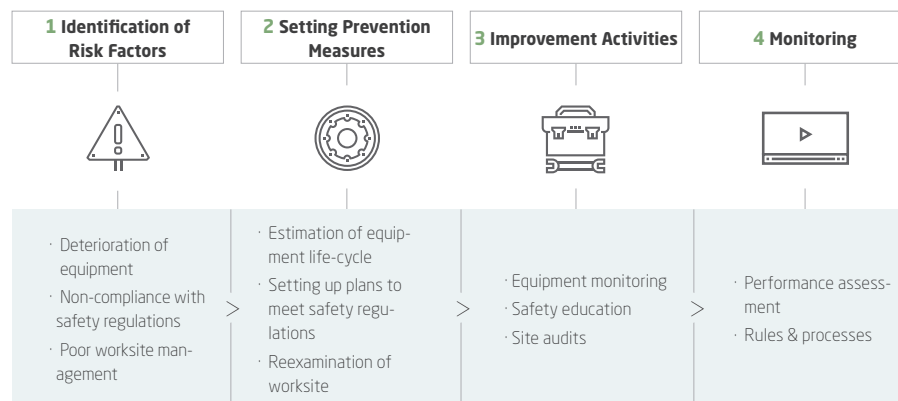 1 Identification of
Risk Factors
2 Setting Prevention
Measures
3 Improvement Activities
4 Monitoring
· Deterioration of
equipment
· Non-compliance with
safety regulations
· Poor worksite man-
agement
· Estimation of equip-
ment life-cycle
· Setting up plans to
meet safety regu-
lations
· Reexamination of
worksite
· Equipment monitoring
· Safety education
· Site audits
· Performance assess-
ment
· Rules & processes